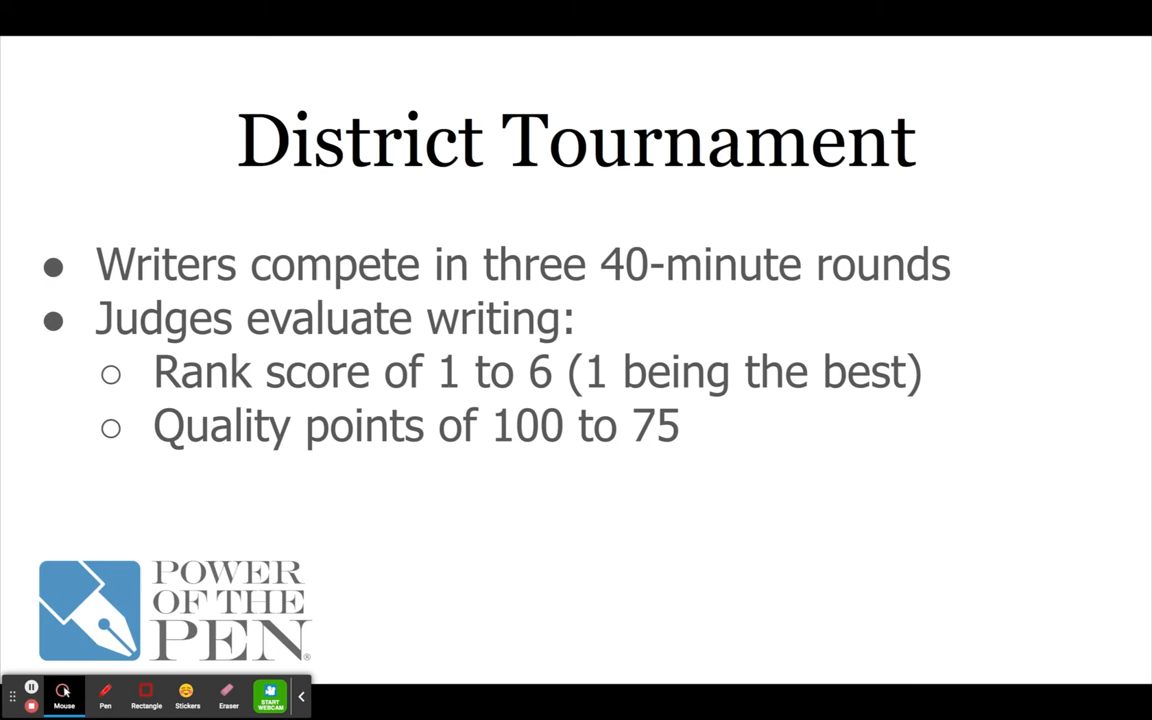 District Tournament
● Writers compete in three 40-minute rounds
● Judges evaluate writing:
○ Rank score of 1 to 6 (1 being the best)
○ Quality points of 100 to 75
POWER
OF THE
PEN®
Mouse Pen Rectangle Stickers Eraser START WEBCAM